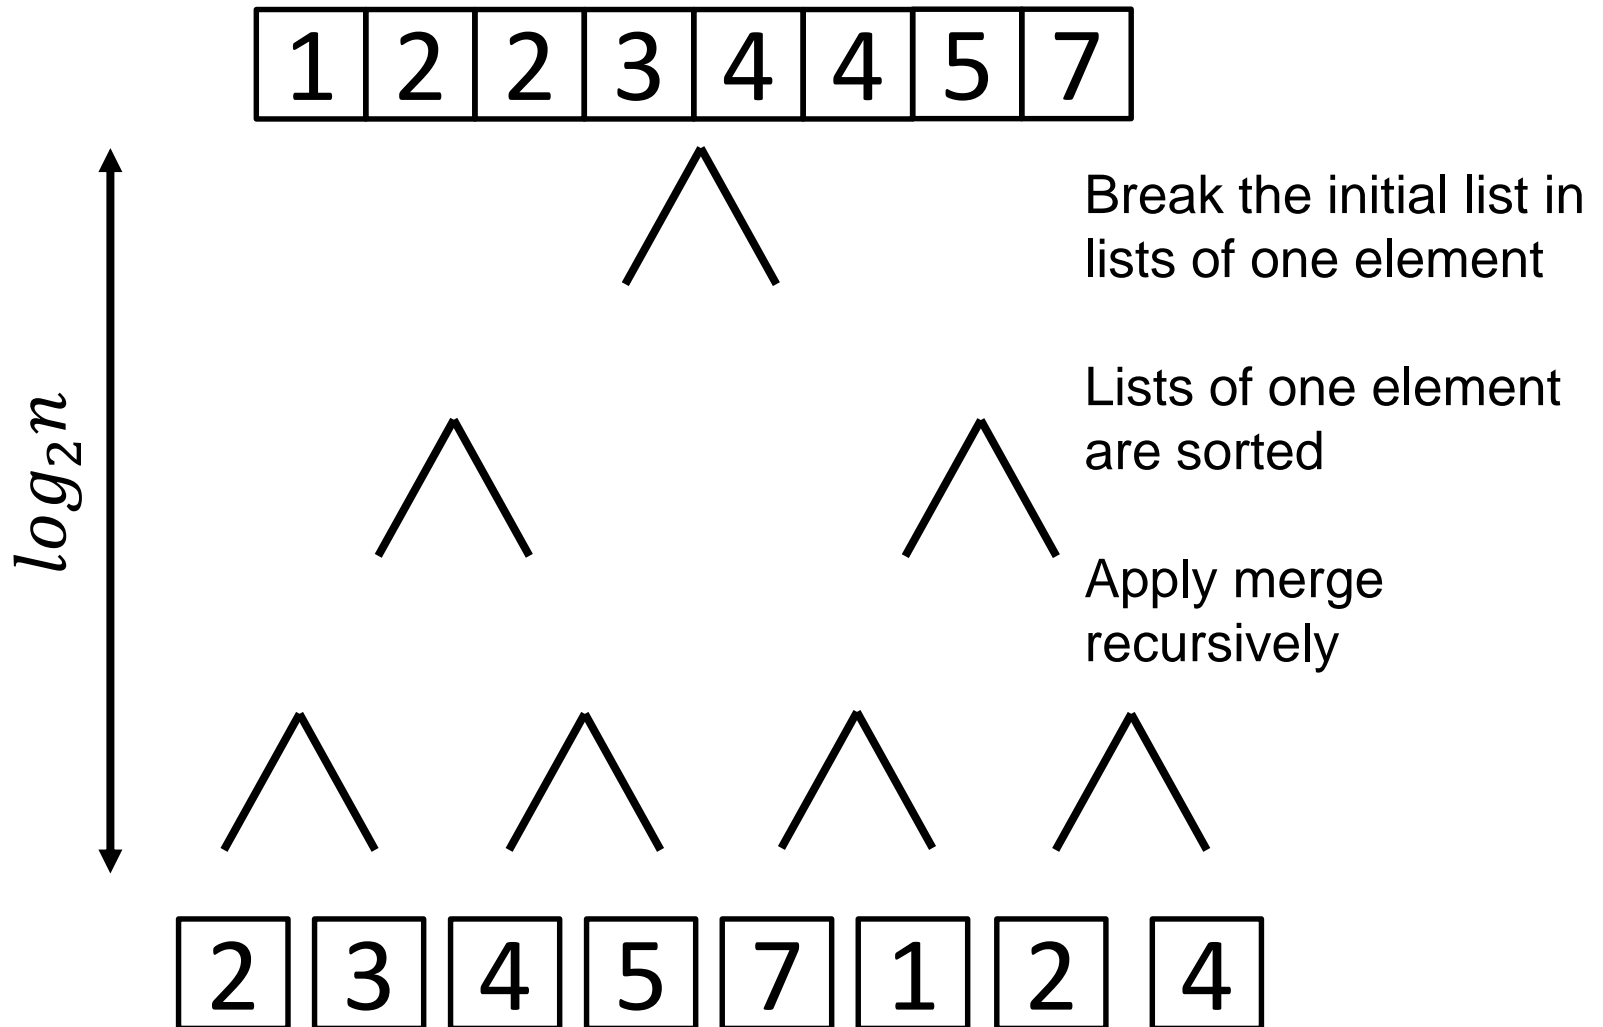 1 2 2 3 4 4 5 7
Break the initial list in
lists of one element
Lists of one element
are sorted
Apply merge
recursively
log₂n
2 3 4 5 7 1 2 4